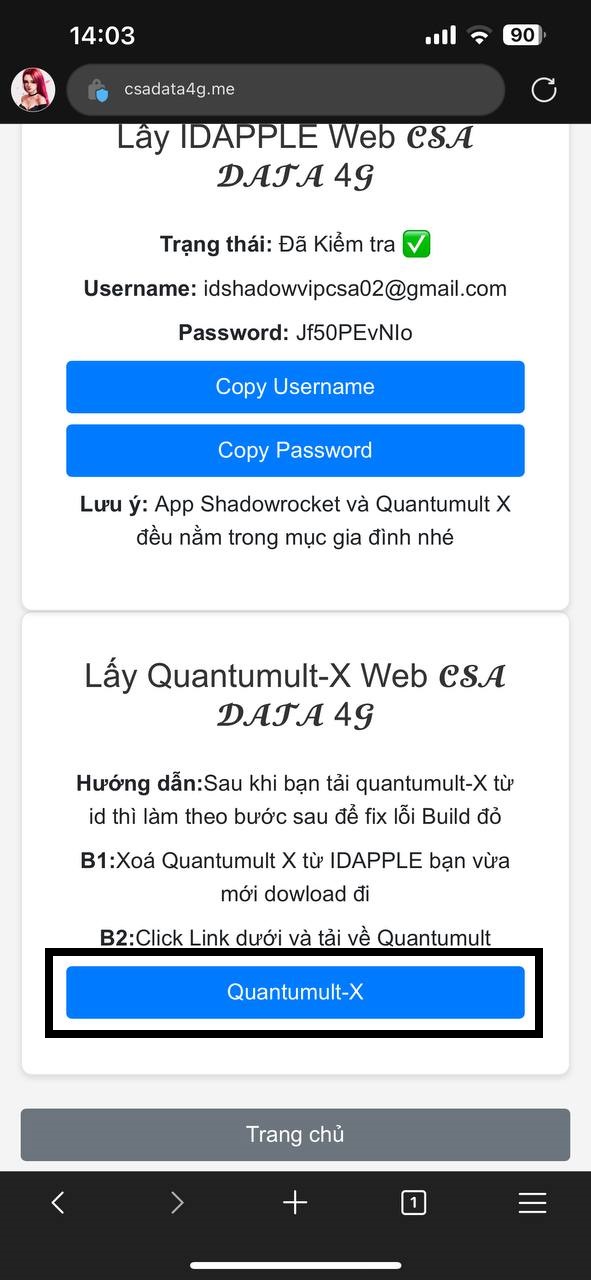 14:03
90
csadata4g.me
Lấy IDAPPLE Web 𝓒𝓢𝓐
𝓓𝓐𝓣𝓐 4𝓖
Trạng thái: Đã Kiểm tra ✅
Username: idshadowvipcsa02@gmail.com
Password: Jf50PEvNIo
Copy Username
Copy Password
Lưu ý: App Shadowrocket và Quantumult X
đều nằm trong mục gia đình nhé
Lấy Quantumult-X Web 𝓒𝓢𝓐
𝓓𝓐𝓣𝓐 4𝓖
Hướng dẫn:Sau khi bạn tải quantumult-X từ
id thì làm theo bước sau để fix lỗi Build đỏ
B1:Xoá Quantumult X từ IDAPPLE bạn vừa
mới dowload đi
B2:Click Link dưới và tải về Quantumult
Quantumult-X
Trang chủ
1